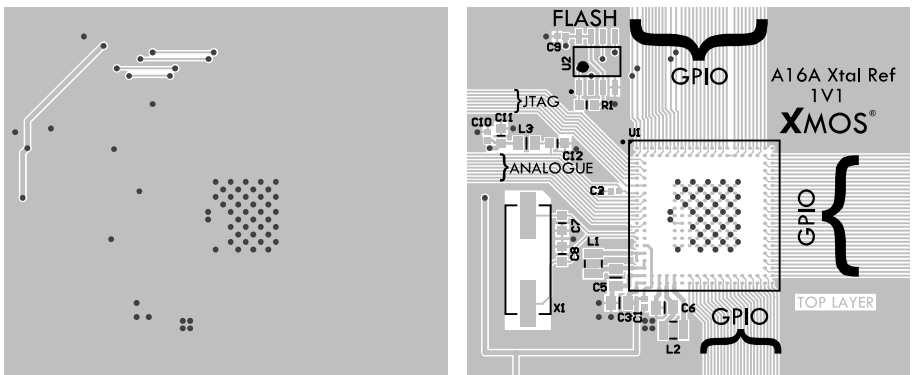 FLASH
C9
U2
GPIO
A16A Xtal Ref
1V1
XMOS®
JTAG
R1
C10
C11
L3
U1
C12
ANALOGUE
C2
GPIO
C7
L1
C8
C5
X1
C3
C1
C6
L2
GPIO
TOP LAYER